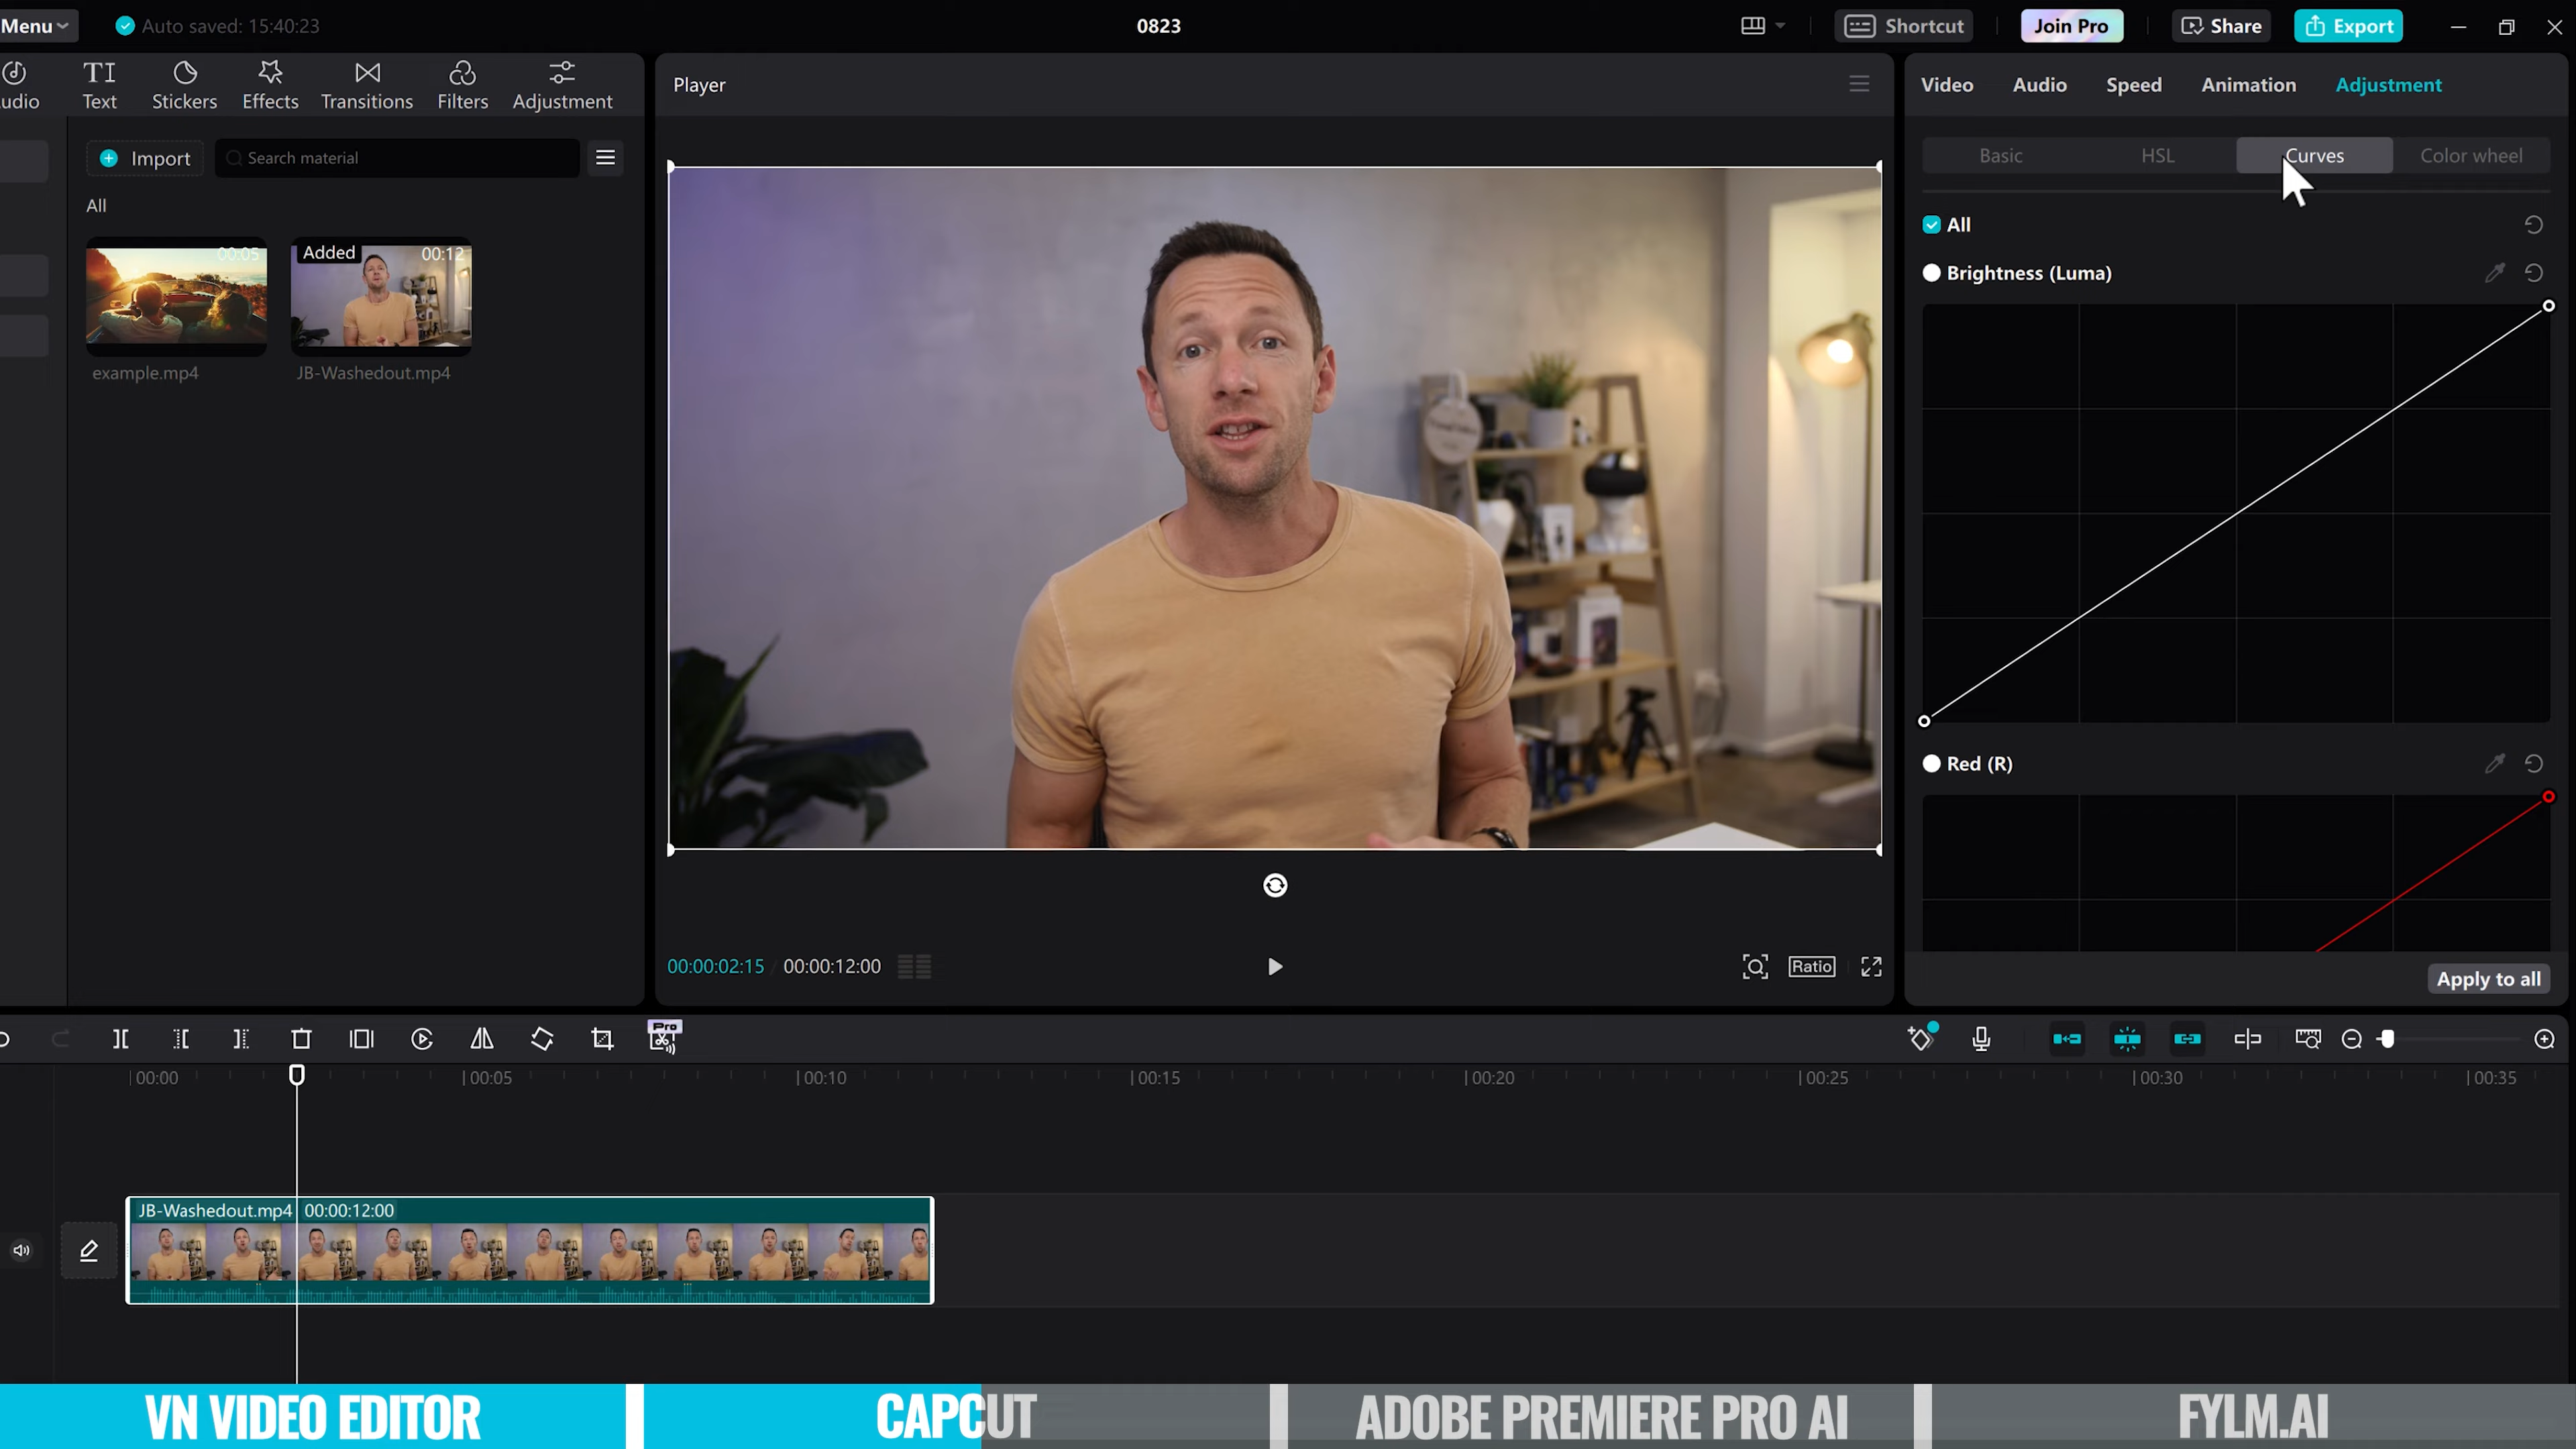 Menu
Auto saved: 15:40:23
0823
Shortcut
Join Pro
Share
Export
udio
Text
Stickers
Effects
Transitions
Filters
Adjustment
Import
Search material
All
00:05
example.mp4
Added
00:12
JB-Washedout.mp4
Player
00:00:02:15 / 00:00:12:00
Ratio
Video
Audio
Speed
Animation
Adjustment
Basic
HSL
Curves
Color wheel
All
Brightness (Luma)
Red (R)
Apply to all
Pro
00:00
00:05
00:10
00:15
00:20
00:25
00:30
00:35
JB-Washedout.mp4 00:00:12:00
VN VIDEO EDITOR
CAPCUT
ADOBE PREMIERE PRO AI
FYLM.AI